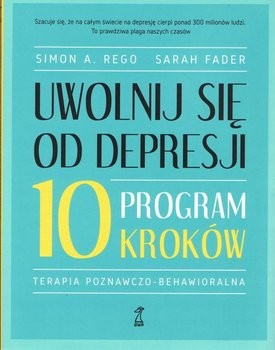 Szacuje się, że na całym świecie na depresję cierpi ponad 300 milionów ludzi.
To prawdziwa plaga naszych czasów
SIMON A. REGO SARAH FADER
UWOLNIJ SIĘ
OD DEPRESJI
10 PROGRAM
KROKÓW
TERAPIA POZNAWCZO-BEHAWIORALNA